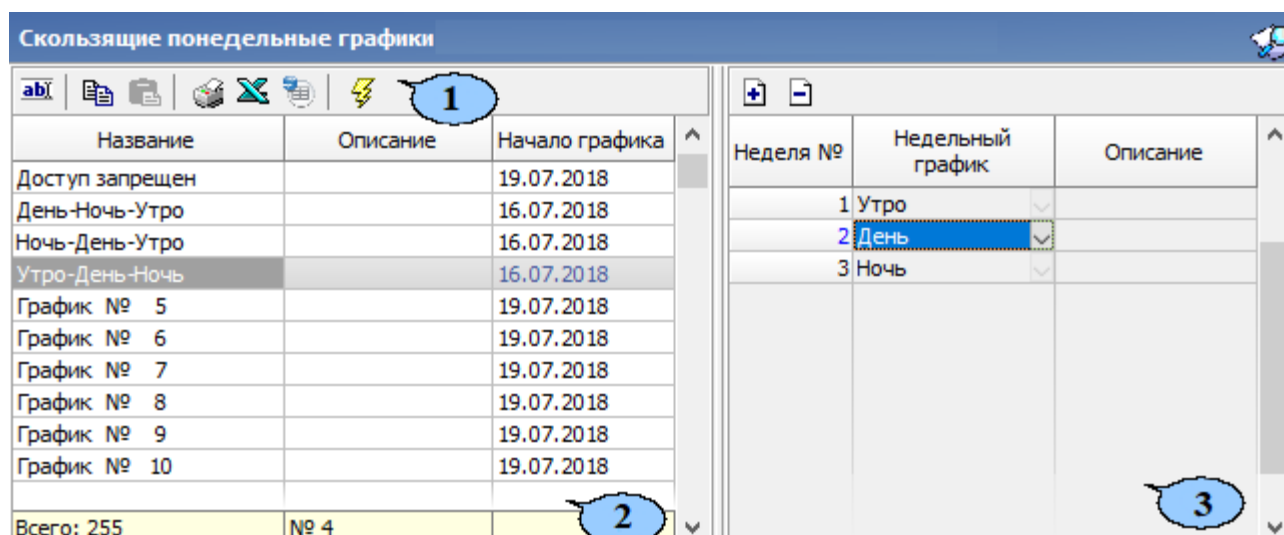 Скользящие понедельные графики
abI
1
Название Описание Начало графика
Доступ запрещен 19.07.2018
День-Ночь-Утро 16.07.2018
Ночь-День-Утро 16.07.2018
Утро-День-Ночь 16.07.2018
График № 5 19.07.2018
График № 6 19.07.2018
График № 7 19.07.2018
График № 8 19.07.2018
График № 9 19.07.2018
График № 10 19.07.2018
Всего: 255 № 4
2
Неделя № Недельный график Описание
1 Утро
2 День
3 Ночь
3